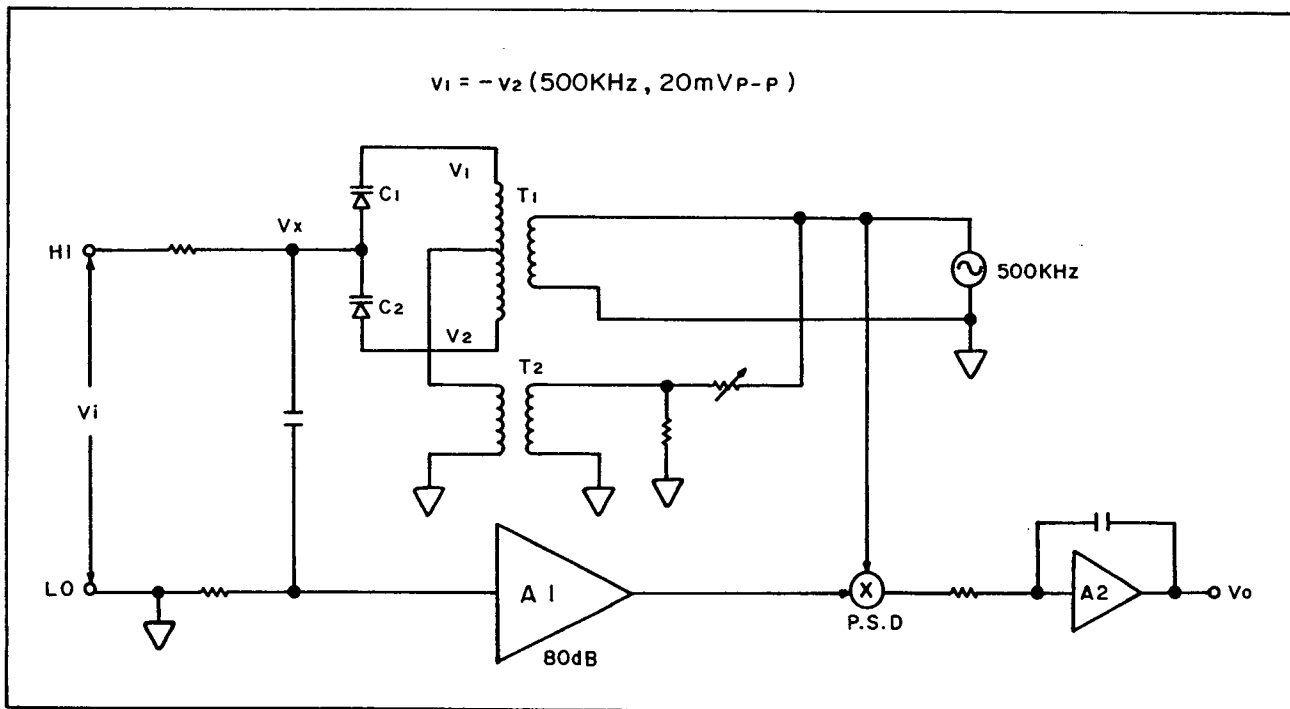 V1 = −V2 (500KHz, 20mVP-P)
V1
C1
T1
Vx
HI
500KHz
C2
V2
T2
Vi
LO
A1
80dB
X
P.S.D
A2
Vo